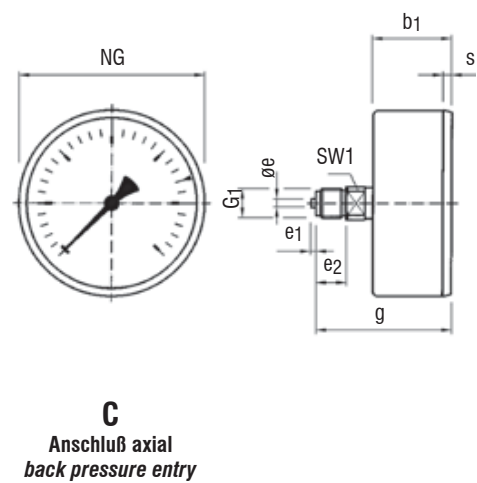 NG
b1
s
SW1
øe
G1
e1
e2
g
C
Anschluß axial
back pressure entry